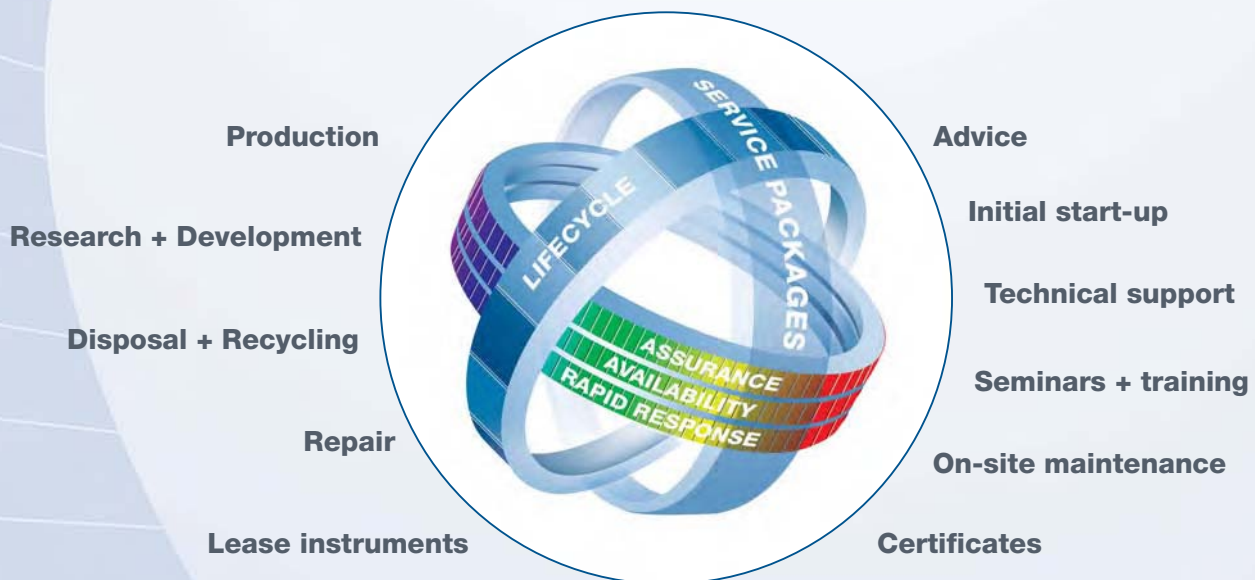 Production
Research + Development
Disposal + Recycling
Repair
Lease instruments
SERVICE PACKAGES
LIFECYCLE
ASSURANCE
AVAILABILITY
RAPID RESPONSE
Advice
Initial start-up
Technical support
Seminars + training
On-site maintenance
Certificates